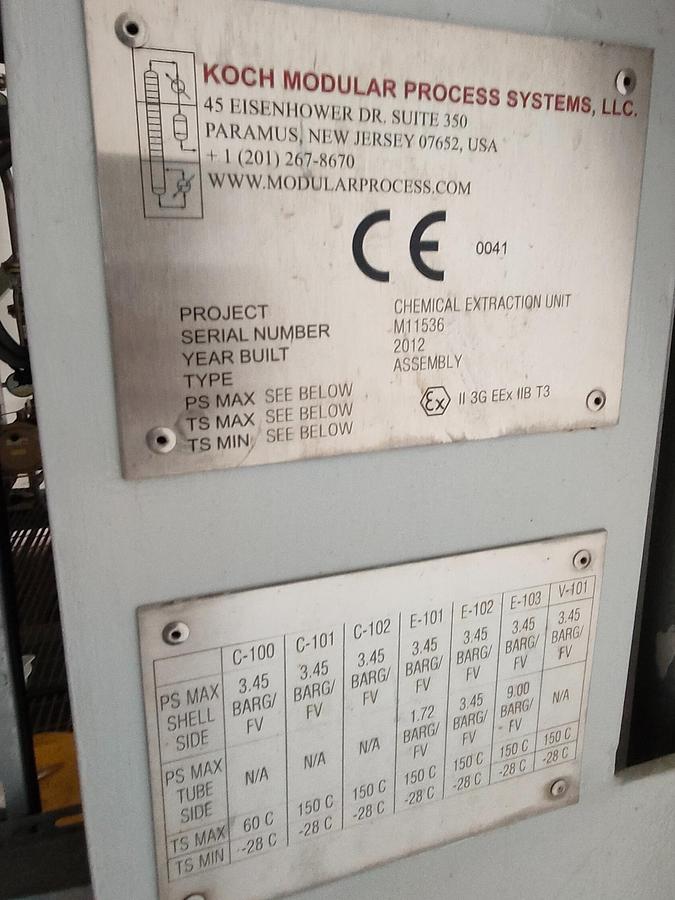 KOCH MODULAR PROCESS SYSTEMS, LLC.
45 EISENHOWER DR. SUITE 350
PARAMUS, NEW JERSEY 07652, USA
+ 1 (201) 267-8670
WWW.MODULARPROCESS.COM
CE 0041
PROJECT CHEMICAL EXTRACTION UNIT
SERIAL NUMBER M11536
YEAR BUILT 2012
TYPE ASSEMBLY
PS MAX SEE BELOW
TS MAX SEE BELOW
TS MIN SEE BELOW
Ex II 3G EEx IIB T3
C-100 C-101 C-102 E-101 E-102 E-103 V-101
PS MAX SHELL SIDE 3.45 BARG/ FV 3.45 BARG/ FV 3.45 BARG/ FV 3.45 BARG/ FV 3.45 BARG/ FV 3.45 BARG/ FV 3.45 BARG/ FV
PS MAX TUBE SIDE N/A N/A N/A 1.72 BARG/ FV 3.45 BARG/ FV 9.00 BARG/ FV N/A
TS MAX 60 C 150 C 150 C 150 C 150 C 150 C 150 C
TS MIN -28 C -28 C -28 C -28 C -28 C -28 C -28 C